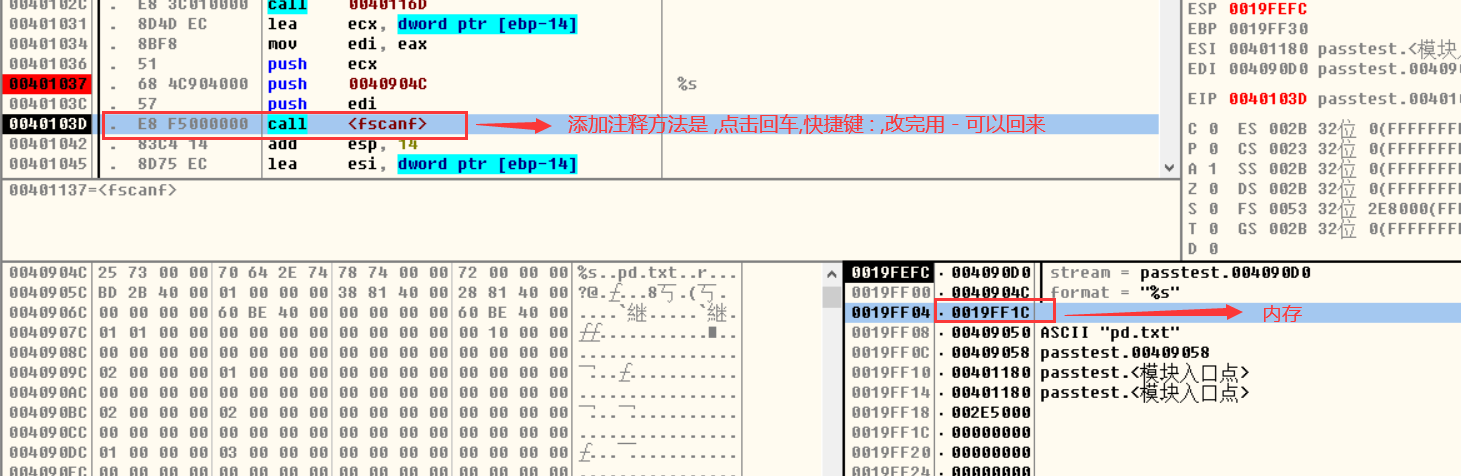 0040102C . E8 3C010000 call 0040116D
00401031 . 8D4D EC lea ecx, dword ptr [ebp-14]
00401034 . 8BF8 mov edi, eax
00401036 . 51 push ecx
00401037 . 68 4C904000 push 0040904C %s
0040103C . 57 push edi
0040103D . E8 F5000000 call <fscanf> 添加注释方法是 ,点击回车,快捷键 : ,改完用 - 可以回来
00401042 . 83C4 14 add esp, 14
00401045 . 8D75 EC lea esi, dword ptr [ebp-14]
00401137=<fscanf>
ESP 0019FEFC
EBP 0019FF30
ESI 00401180 passtest.<模块
EDI 004090D0 passtest.00409
EIP 0040103D passtest.00401
C 0 ES 002B 32位 0(FFFFFFF
P 0 CS 0023 32位 0(FFFFFFF
A 1 SS 002B 32位 0(FFFFFFF
Z 0 DS 002B 32位 0(FFFFFFF
S 0 FS 0053 32位 2E8000(FFF
T 0 GS 002B 32位 0(FFFFFFF
D 0
0040904C 25 73 00 00 70 64 2E 74 78 74 00 00 72 00 00 00 %s..pd.txt..r...
0040905C BD 2B 40 00 01 00 00 00 38 81 40 00 28 81 40 00
0040906C 00 00 00 00 60 BE 40 00 00 00 00 00 60 BE 40 00 ....`継.....`継.
0040907C 01 01 00 00 00 00 00 00 00 00 00 00 00 10 00 00
0040908C 00 00 00 00 00 00 00 00 00 00 00 00 00 00 00 00 ................
0040909C 02 00 00 00 01 00 00 00 00 00 00 00 00 00 00 00
004090AC 00 00 00 00 00 00 00 00 00 00 00 00 00 00 00 00 ................
004090BC 02 00 00 00 02 00 00 00 00 00 00 00 00 00 00 00
004090CC 00 00 00 00 00 00 00 00 00 00 00 00 00 00 00 00 ................
004090DC 01 00 00 00 03 00 00 00 00 00 00 00 00 00 00 00
004090EC 00 00 00 00 00 00 00 00 00 00 00 00 00 00 00 00
0019FEFC 004090D0 stream = passtest.004090D0
0019FF00 0040904C format = "%s"
0019FF04 0019FF1C 内存
0019FF08 00409050 ASCII "pd.txt"
0019FF0C 00409058 passtest.00409058
0019FF10 00401180 passtest.<模块入口点>
0019FF14 00401180 passtest.<模块入口点>
0019FF18 002E5000
0019FF1C 00000000
0019FF20 00000000
0019FF24 00000000